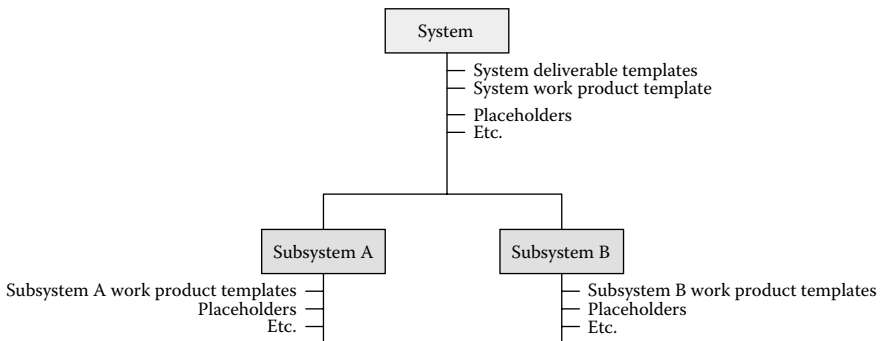 System
System deliverable templates
System work product template
Placeholders
Etc.
Subsystem A
Subsystem B
Subsystem A work product templates
Placeholders
Etc.
Subsystem B work product templates
Placeholders
Etc.